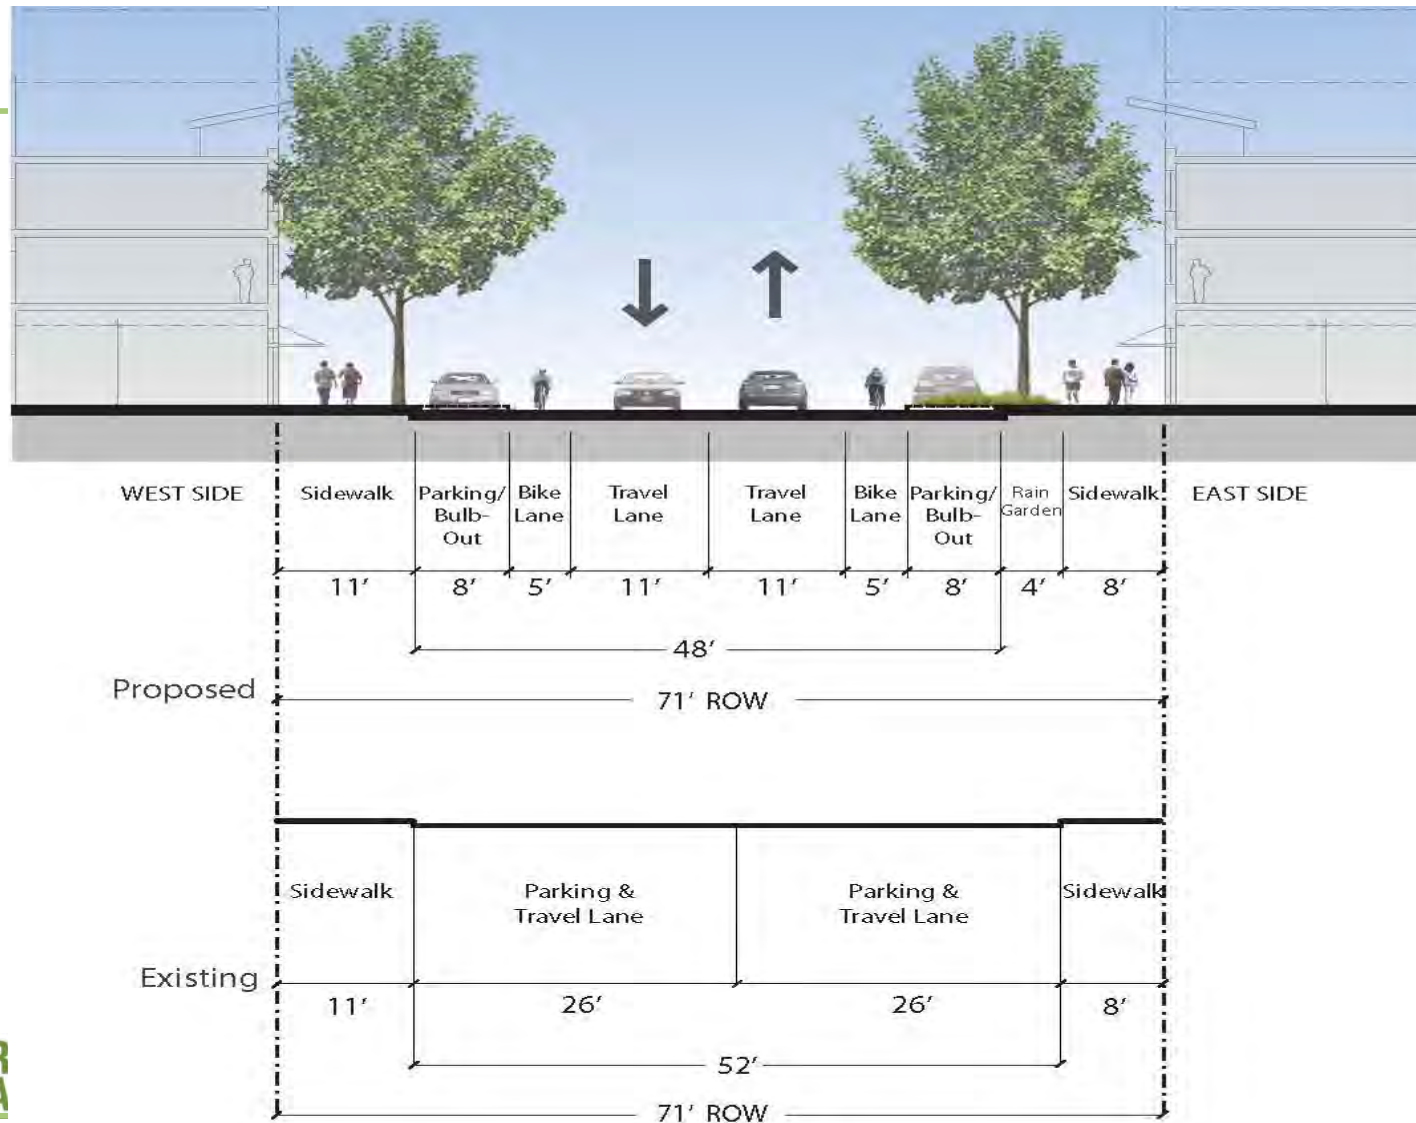 WEST SIDE
Sidewalk
Parking/
Bulb-
Out
Bike
Lane
Travel
Lane
Travel
Lane
Bike
Lane
Parking/
Bulb-
Out
Rain
Garden
Sidewalk
EAST SIDE
11'
8'
5'
11'
11'
5'
8'
4'
8'
48'
Proposed
71' ROW
Sidewalk
Parking &
Travel Lane
Parking &
Travel Lane
Sidewalk
Existing
11'
26'
26'
8'
52'
71' ROW
R
A